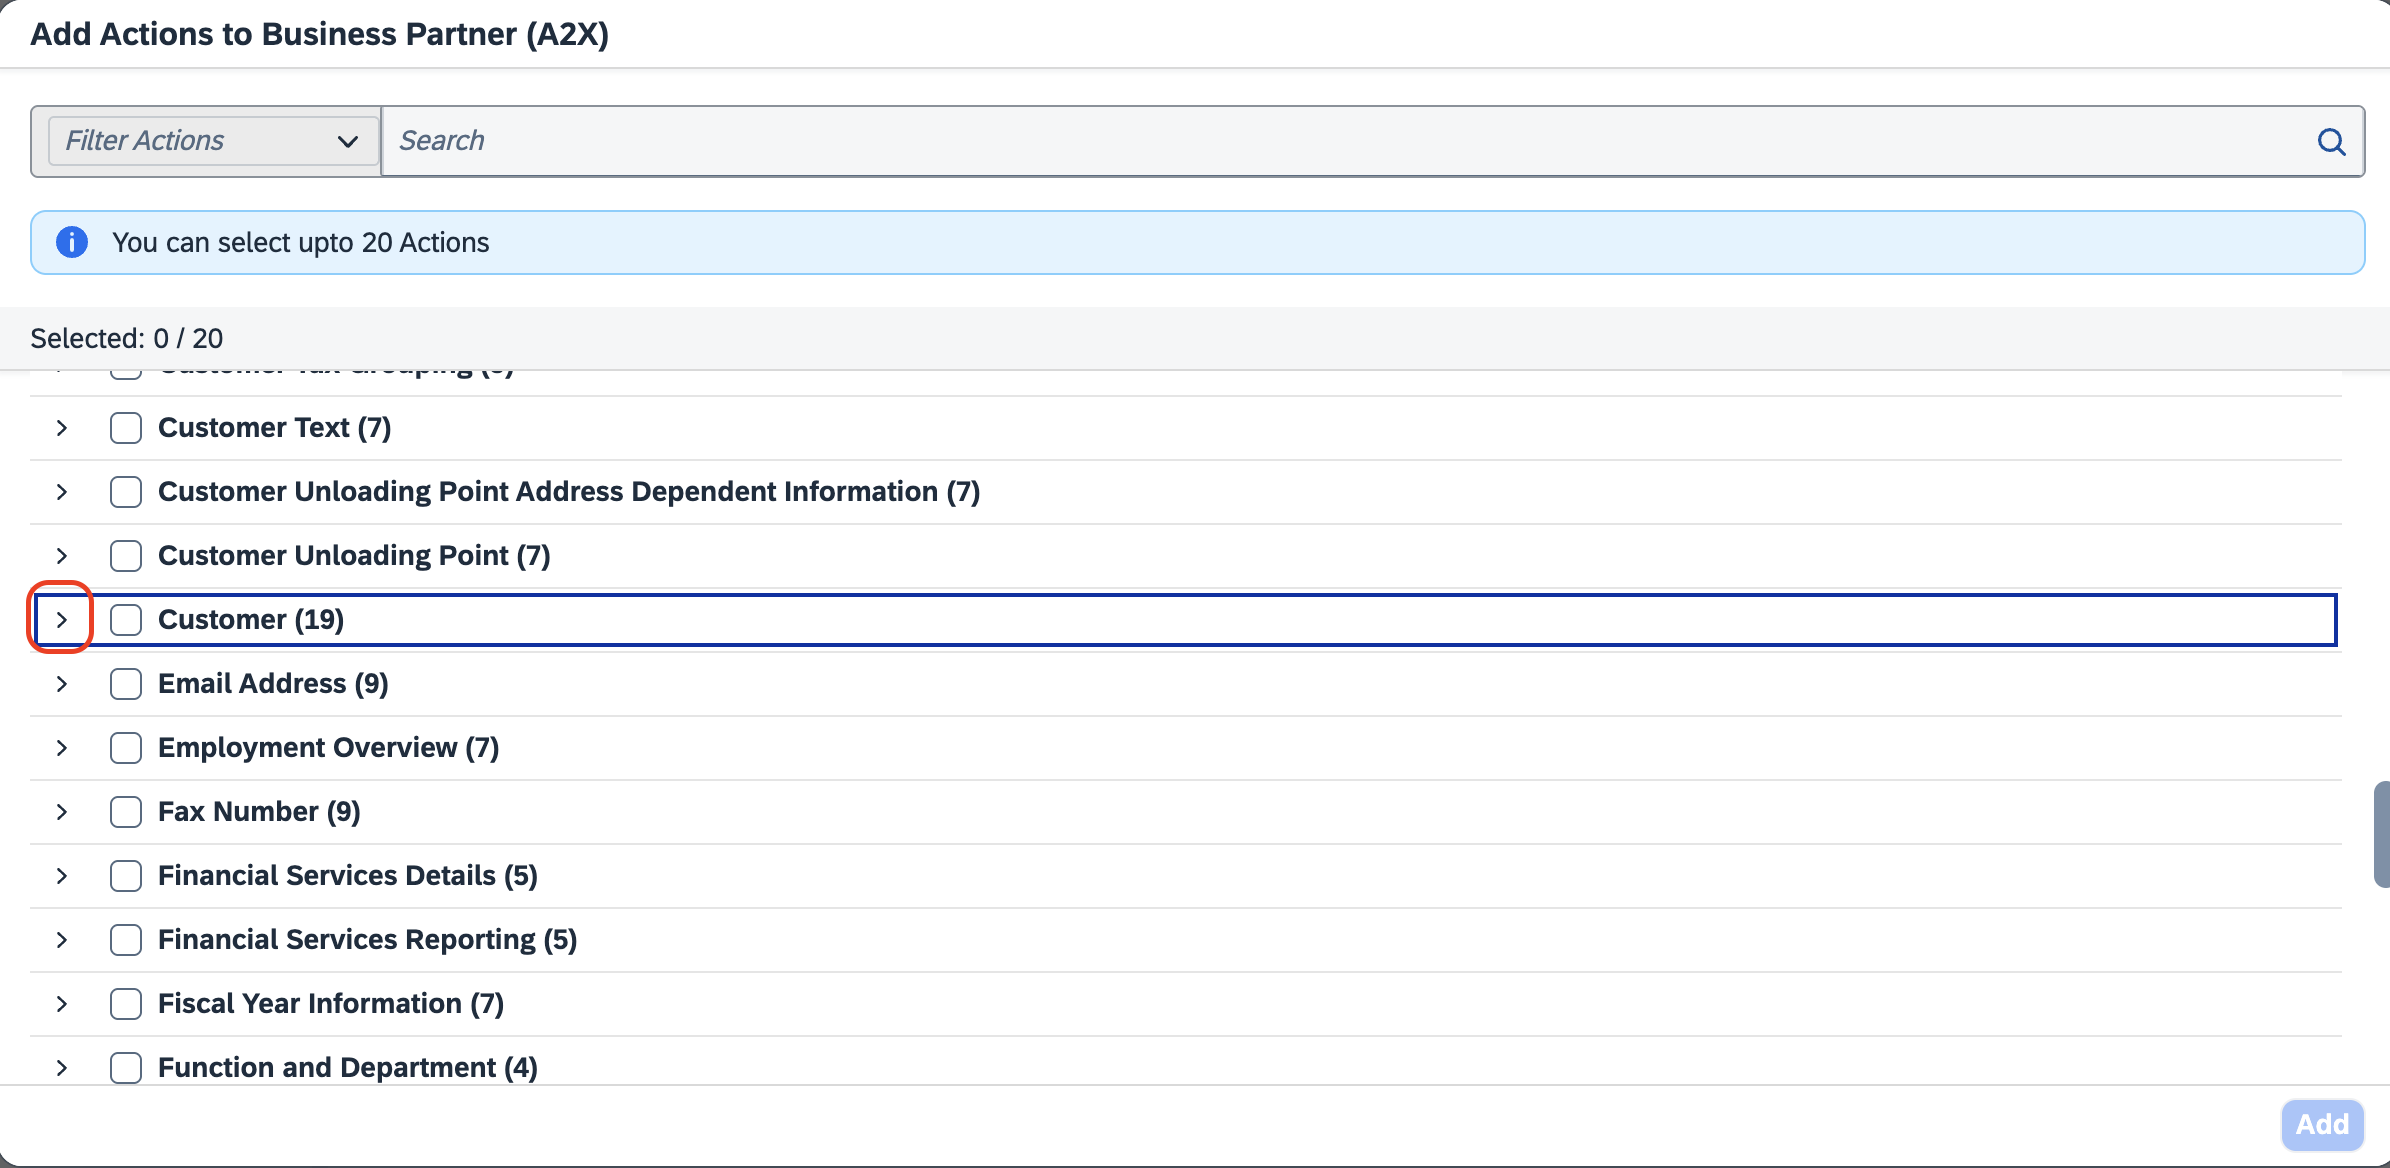 Add Actions to Business Partner (A2X)
Filter Actions
Search
You can select upto 20 Actions
Selected: 0 / 20
Customer Tax Grouping
Customer Text (7)
Customer Unloading Point Address Dependent Information (7)
Customer Unloading Point (7)
Customer (19)
Email Address (9)
Employment Overview (7)
Fax Number (9)
Financial Services Details (5)
Financial Services Reporting (5)
Fiscal Year Information (7)
Function and Department (4)
Add